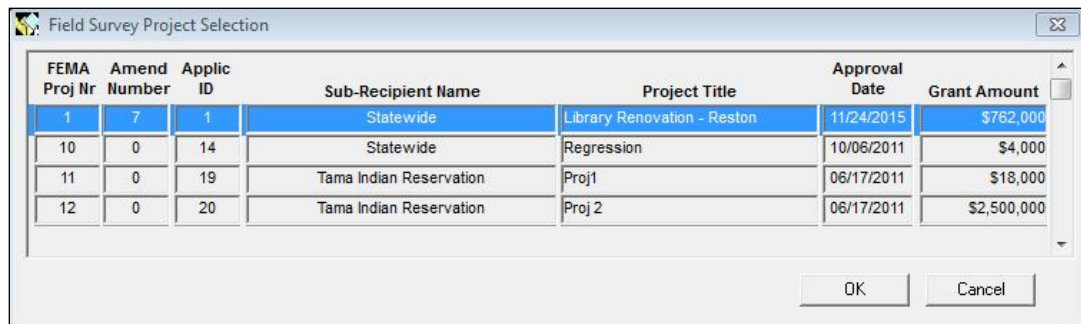 Field Survey Project Selection
FEMA Proj Nr Amend Number Applic ID Sub-Recipient Name Project Title Approval Date Grant Amount
1 7 1 Statewide Library Renovation - Reston 11/24/2015 $762,000
10 0 14 Statewide Regression 10/06/2011 $4,000
11 0 19 Tama Indian Reservation Proj1 06/17/2011 $18,000
12 0 20 Tama Indian Reservation Proj 2 06/17/2011 $2,500,000
OK Cancel